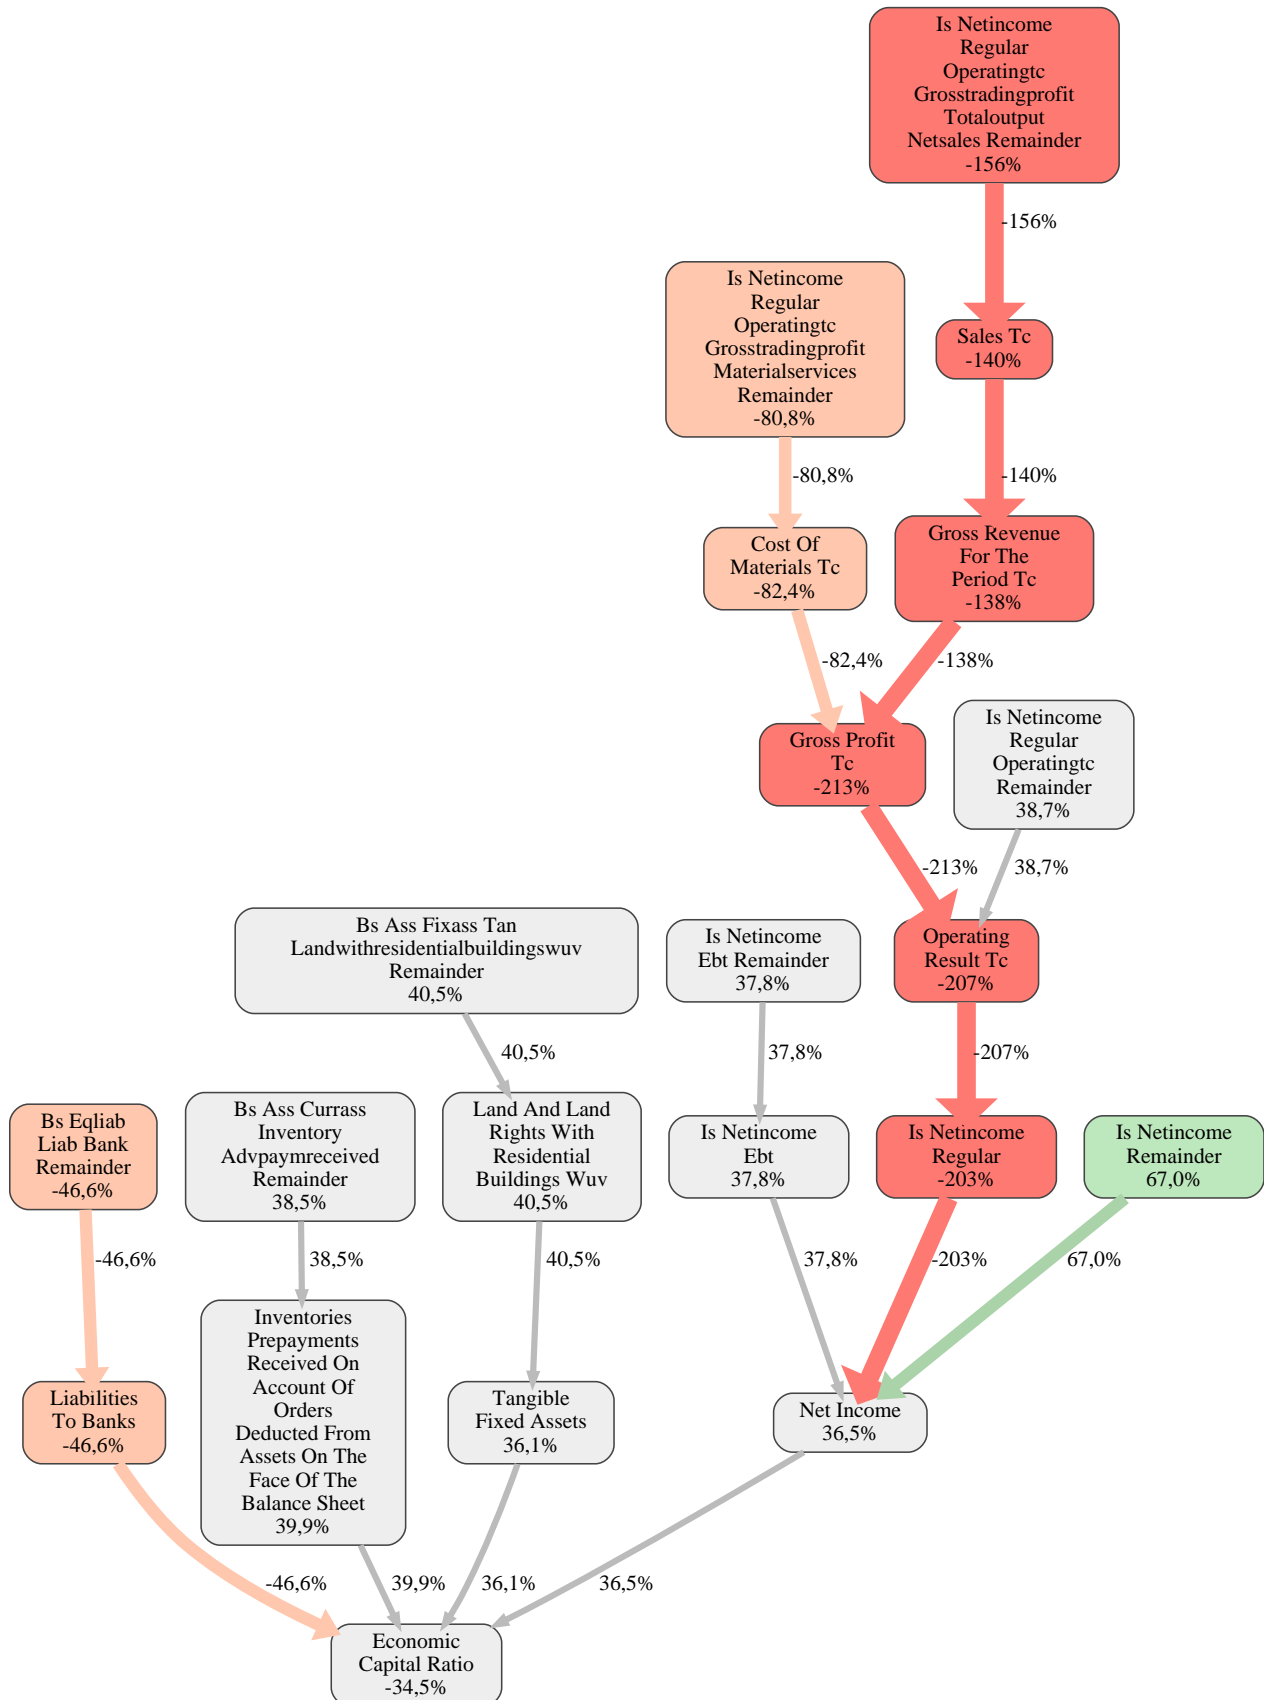 Is Netincome
Regular
Operatingtc
Grosstradingprofit
Totaloutput
Netsales Remainder
-156%
-156%
Is Netincome
Regular
Operatingtc
Grosstradingprofit
Materialservices
Remainder
-80,8%
Sales Tc
-140%
-80,8%
-140%
Cost Of
Materials Tc
-82,4%
Gross Revenue
For The
Period Tc
-138%
-82,4%
-138%
Gross Profit
Tc
-213%
Is Netincome
Regular
Operatingtc
Remainder
38,7%
-213%
38,7%
Bs Ass Fixass Tan
Landwithresidentialbuildingswuv
Remainder
40,5%
Is Netincome
Ebt Remainder
37,8%
Operating
Result Tc
-207%
40,5%
37,8%
-207%
Bs Eqliab
Liab Bank
Remainder
-46,6%
Bs Ass Currass
Inventory
Advpaymreceived
Remainder
38,5%
Land And Land
Rights With
Residential
Buildings Wuv
40,5%
Is Netincome
Ebt
37,8%
Is Netincome
Regular
-203%
Is Netincome
Remainder
67,0%
-46,6%
38,5%
40,5%
37,8%
-203%
67,0%
Liabilities
To Banks
-46,6%
Inventories
Prepayments
Received On
Account Of
Orders
Deducted From
Assets On The
Face Of The
Balance Sheet
39,9%
Tangible
Fixed Assets
36,1%
Net Income
36,5%
-46,6%
39,9%
36,1%
36,5%
Economic
Capital Ratio
-34,5%